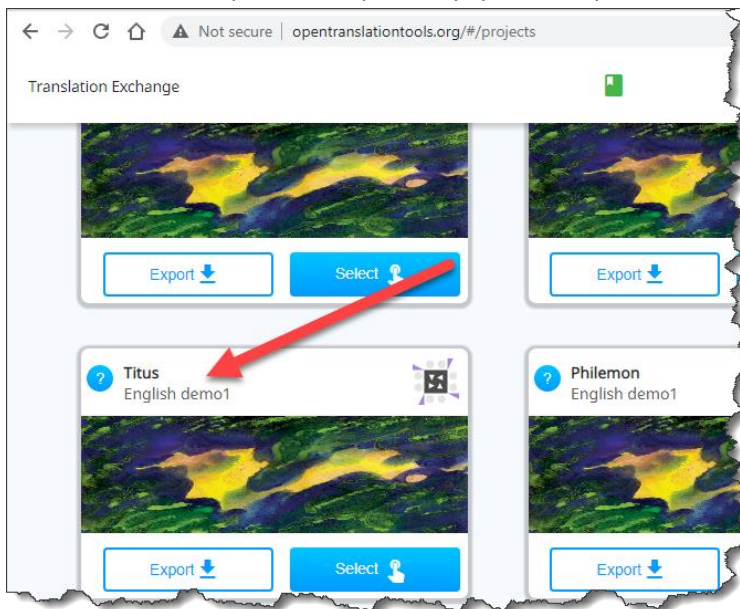 Not secure | opentranslationtools.org/#/projects
Translation Exchange
Export Select Export
? Titus ? Philemon
English demo1 English demo1
Export Select Export